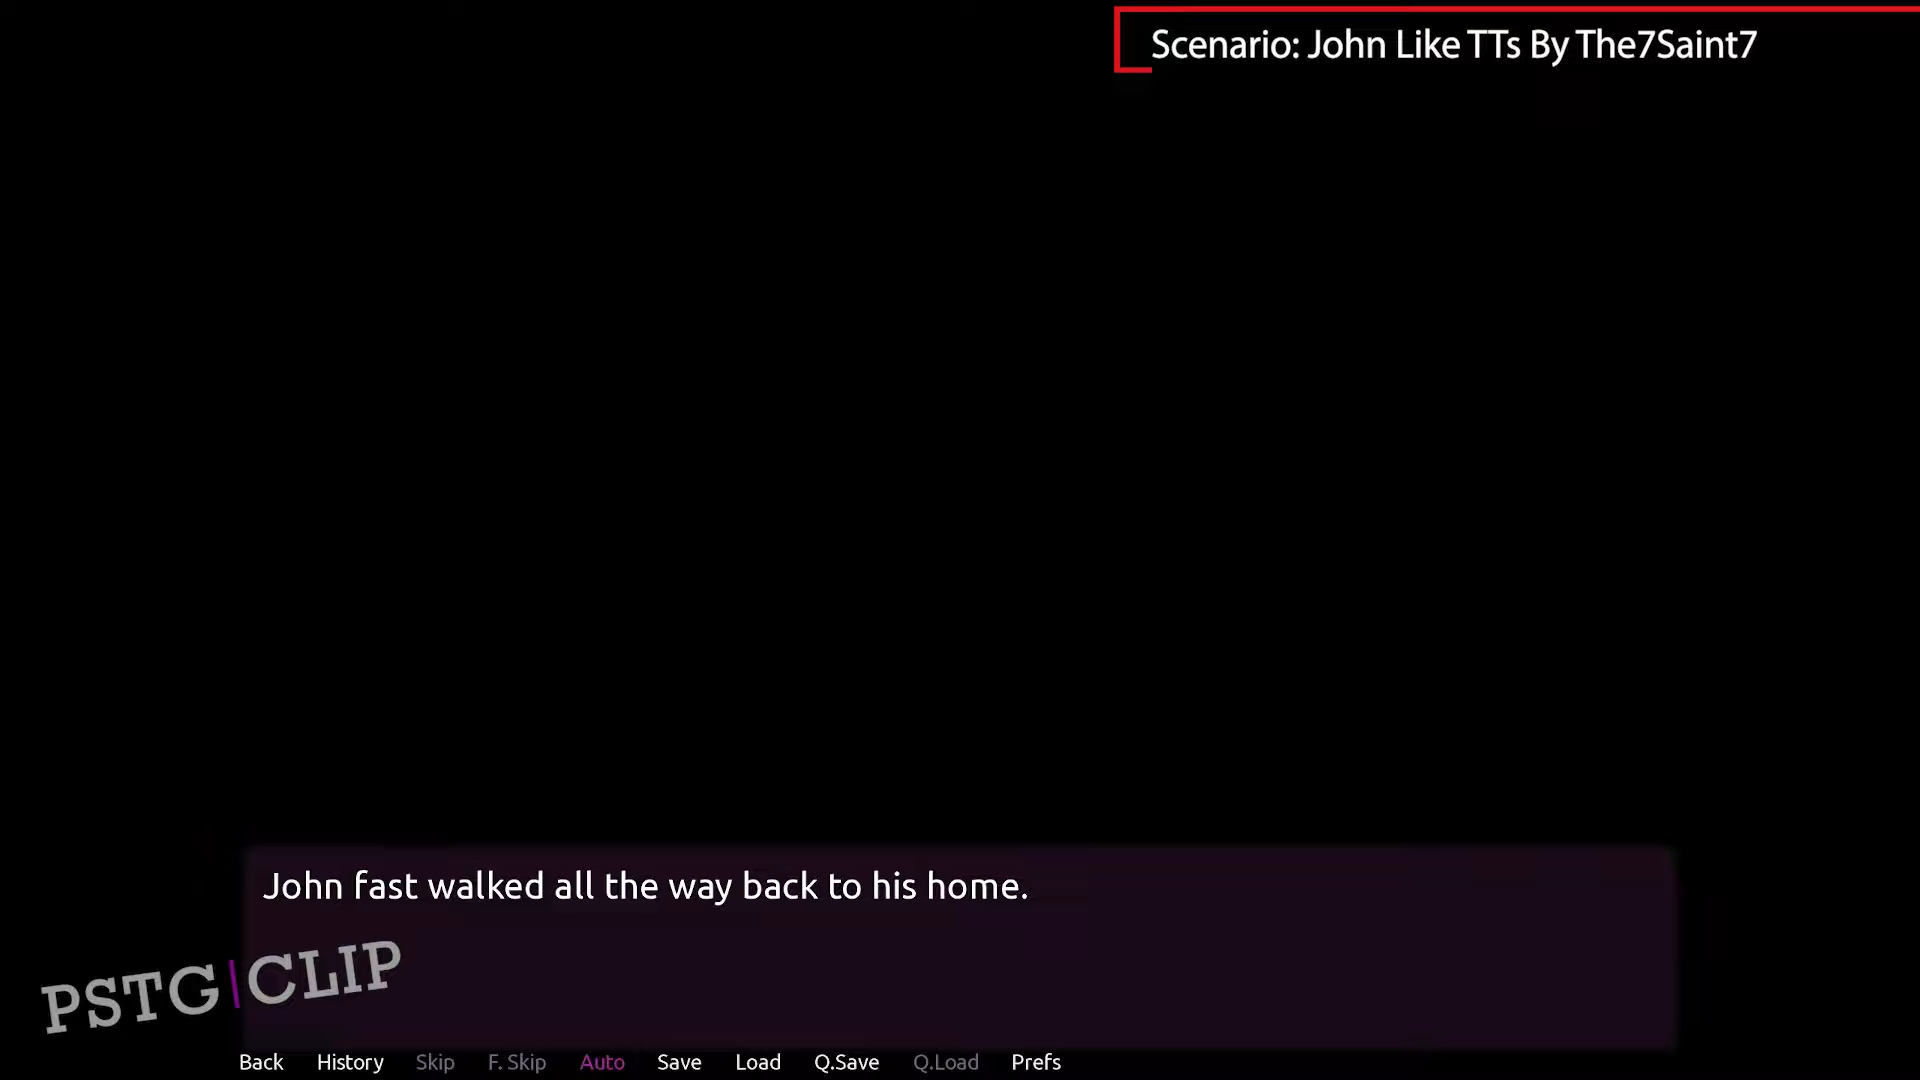 Scenario: John Like TTs By The7Saint7
John fast walked all the way back to his home.
PSTG|CLIP
Back History Skip F. Skip Auto Save Load Q.Save Q.Load Prefs